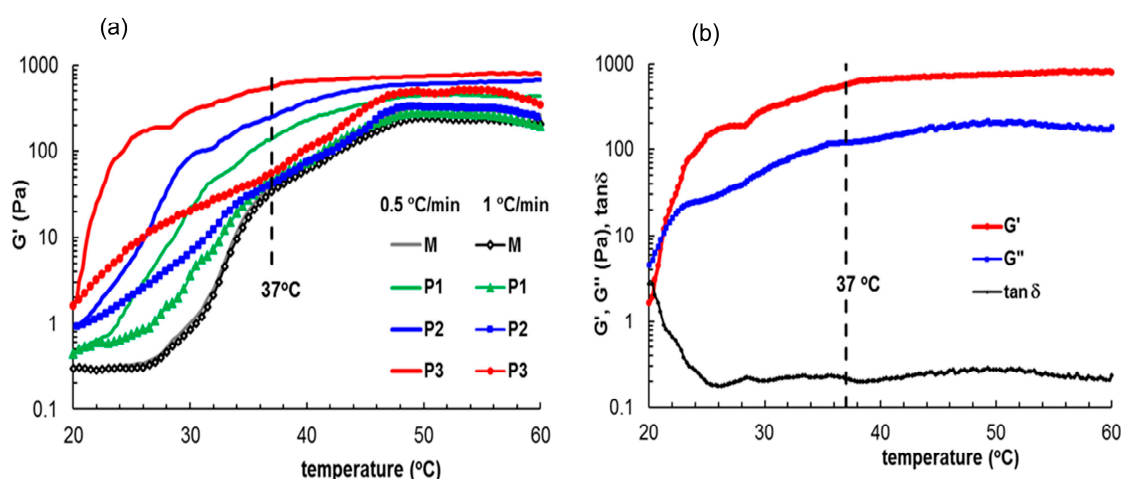 (a)
G' (Pa)
1000
100
10
1
0.1
20
30
40
50
60
temperature (ºC)
37ºC
0.5 ºC/min 1 ºC/min
M M
P1 P1
P2 P2
P3 P3
(b)
G', G'' (Pa), tanδ
1000
100
10
1
0.1
20
30
40
50
60
temperature (ºC)
37 ºC
G'
G''
tan δ